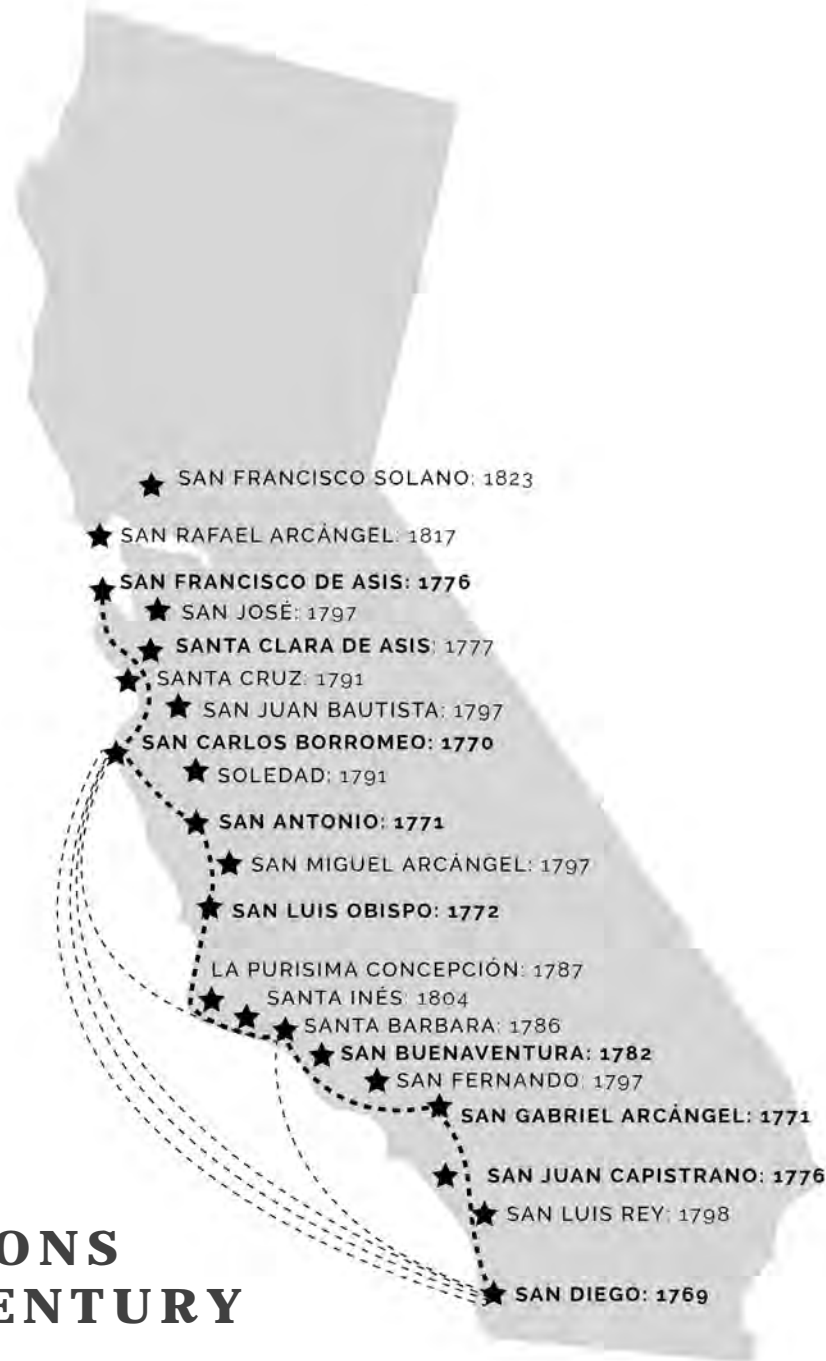 SAN FRANCISCO SOLANO: 1823
SAN RAFAEL ARCÁNGEL: 1817
SAN FRANCISCO DE ASIS: 1776
SAN JOSÉ: 1797
SANTA CLARA DE ASIS: 1777
SANTA CRUZ: 1791
SAN JUAN BAUTISTA: 1797
SAN CARLOS BORROMEO: 1770
SOLEDAD: 1791
SAN ANTONIO: 1771
SAN MIGUEL ARCÁNGEL: 1797
SAN LUIS OBISPO: 1772
LA PURISIMA CONCEPCIÓN: 1787
SANTA INÉS: 1804
SANTA BARBARA: 1786
SAN BUENAVENTURA: 1782
SAN FERNANDO: 1797
SAN GABRIEL ARCÁNGEL: 1771
SAN JUAN CAPISTRANO: 1776
SAN LUIS REY: 1798
SAN DIEGO: 1769
ONS
ENTURY